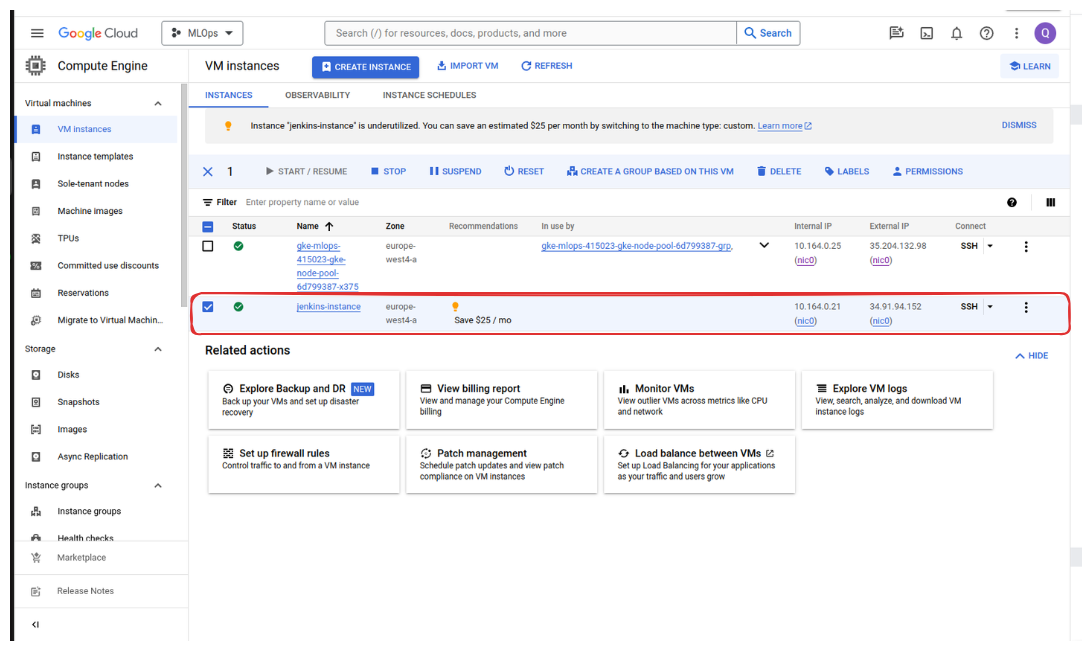 Google Cloud
MLOps
Search (/) for resources, docs, products, and more
Search
Q
Compute Engine
VM instances
CREATE INSTANCE
IMPORT VM
REFRESH
LEARN
Virtual machines
VM instances
Instance templates
Sole-tenant nodes
Machine images
TPUs
Committed use discounts
Reservations
Migrate to Virtual Machin...
Storage
Disks
Snapshots
Images
Async Replication
Instance groups
Instance groups
Health checks
Marketplace
Release Notes
INSTANCES
OBSERVABILITY
INSTANCE SCHEDULES
Instance "jenkins-instance" is underutilized. You can save an estimated $25 per month by switching to the machine type: custom. Learn more
DISMISS
1
START / RESUME
STOP
SUSPEND
RESET
CREATE A GROUP BASED ON THIS VM
DELETE
LABELS
PERMISSIONS
Filter Enter property name or value
Status
Name
Zone
Recommendations
In use by
Internal IP
External IP
Connect
gke-mlops-
415023-gke-
node-pool-
6d799387-x375
europe-
west4-a
gke-mlops-415023-gke-node-pool-6d799387-grp,
10.164.0.25
(nic0)
35.204.132.98
(nic0)
SSH
jenkins-instance
europe-
west4-a
Save $25 / mo
10.164.0.21
(nic0)
34.91.94.152
(nic0)
SSH
Related actions
HIDE
Explore Backup and DR NEW
Back up your VMs and set up disaster
recovery
View billing report
View and manage your Compute Engine
billing
Monitor VMs
View outlier VMs across metrics like CPU
and network
Explore VM logs
View, search, analyze, and download VM
instance logs
Set up firewall rules
Control traffic to and from a VM instance
Patch management
Schedule patch updates and view patch
compliance on VM instances
Load balance between VMs
Set up Load Balancing for your applications
as your traffic and users grow